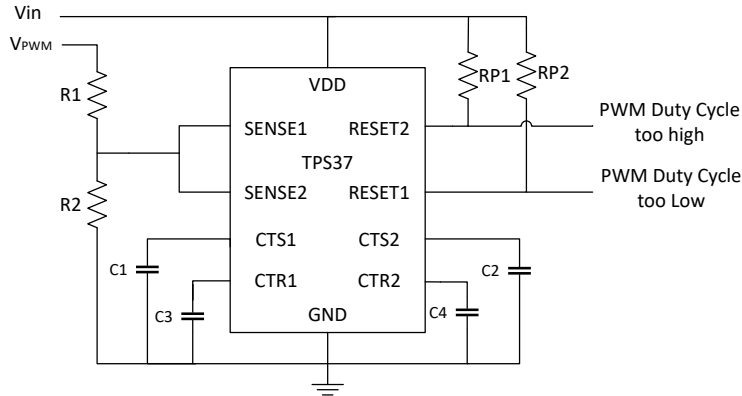 Vin
VPWM
R1
R2
VDD
SENSE1
RESET2
TPS37
SENSE2
RESET1
CTS1
CTS2
CTR1
CTR2
GND
RP1
RP2
PWM Duty Cycle
too high
PWM Duty Cycle
too Low
C1
C2
C3
C4